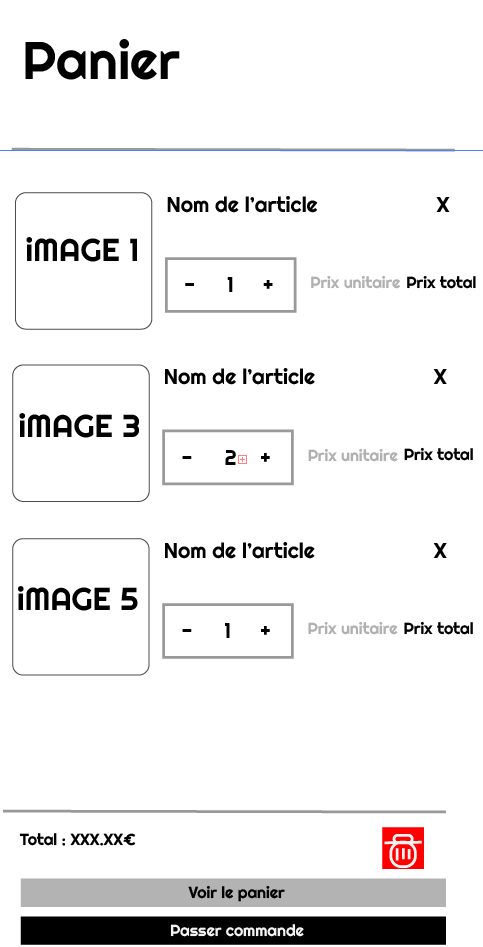 Panier
iMAGE 1
Nom de l'article X
- 1 + Prix unitaire Prix total
iMAGE 3
Nom de l'article X
- 2 + Prix unitaire Prix total
iMAGE 5
Nom de l'article X
- 1 + Prix unitaire Prix total
Total : XXX.XX€
Voir le panier
Passer commande